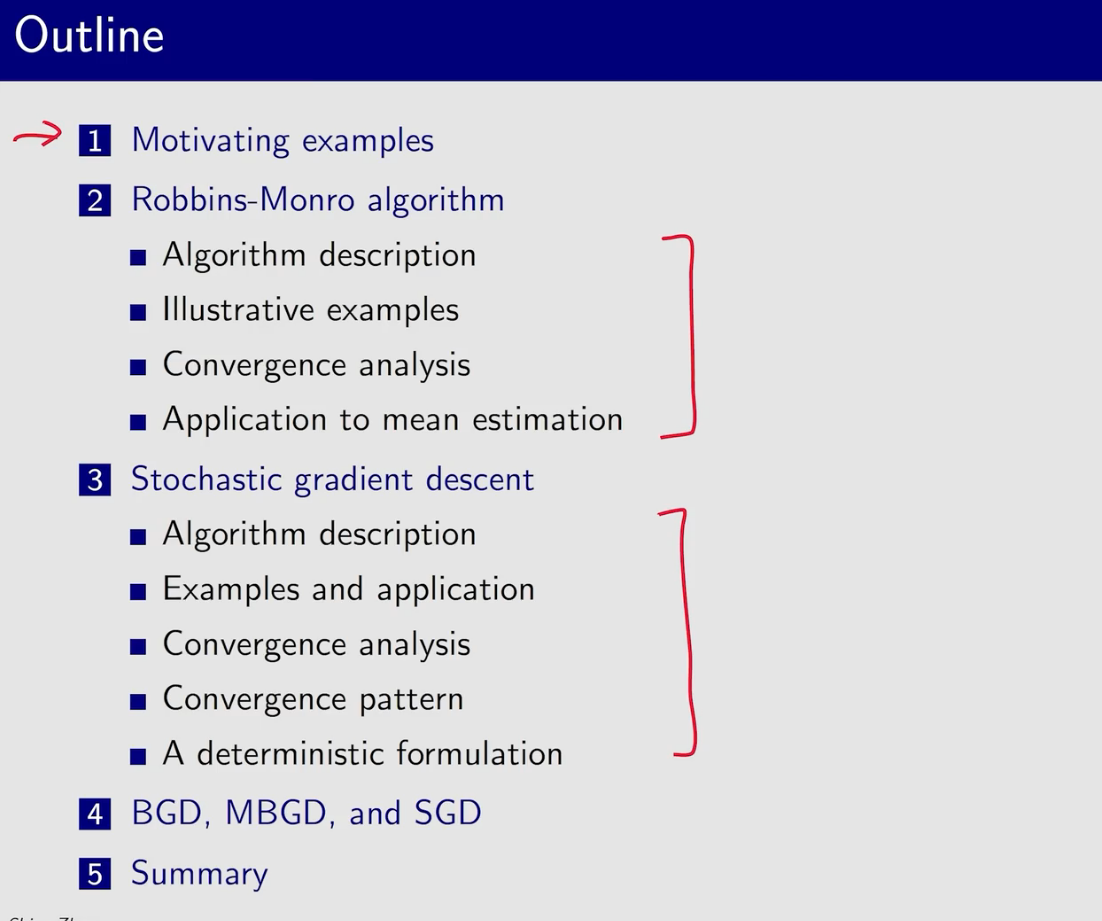 Outline
1 Motivating examples
2 Robbins-Monro algorithm
Algorithm description
Illustrative examples
Convergence analysis
Application to mean estimation
3 Stochastic gradient descent
Algorithm description
Examples and application
Convergence analysis
Convergence pattern
A deterministic formulation
4 BGD, MBGD, and SGD
5 Summary